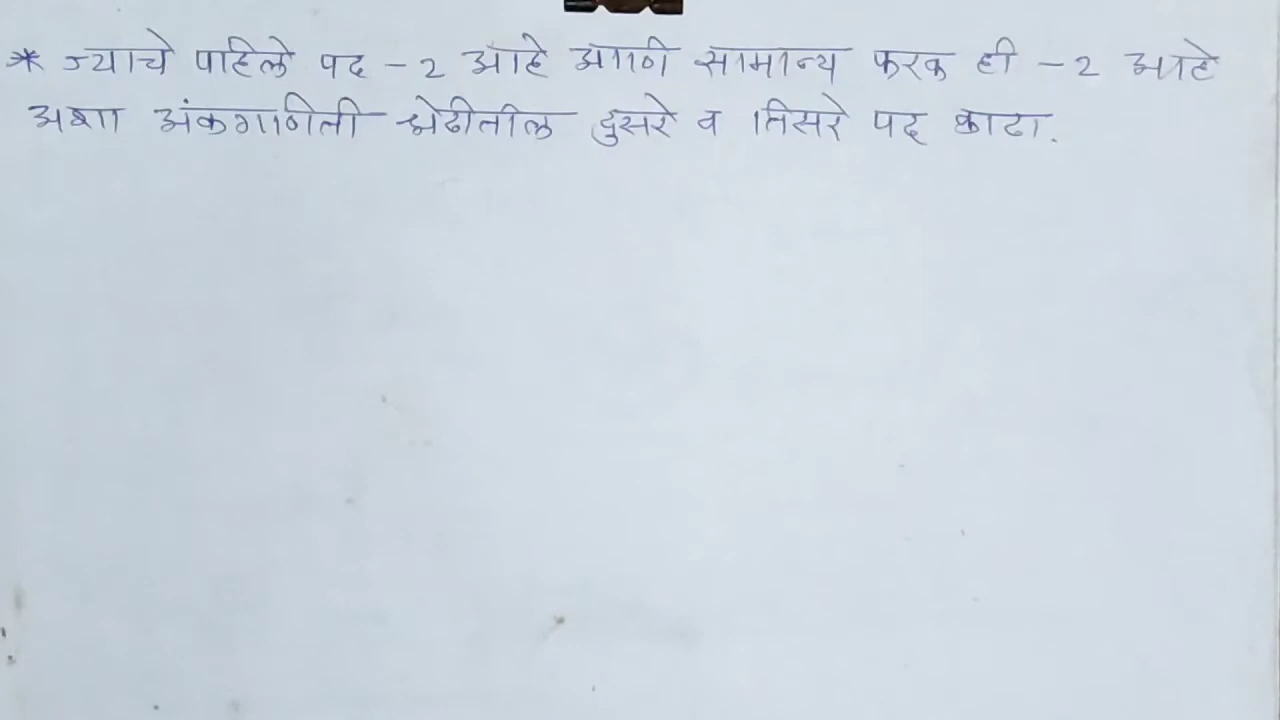 * ज्याचे पहिले पद -2 आहे आणि सामान्य फरक ही -2 आहे
अशा अंकगणिती श्रेढीतील दुसरे व तिसरे पद काढा.